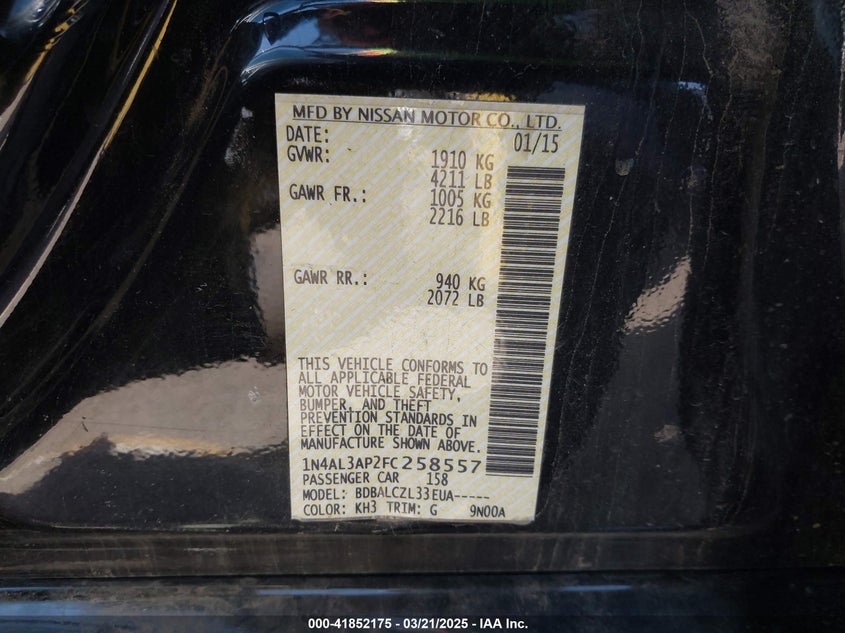 MFD BY NISSAN MOTOR CO., LTD.
DATE: 01/15
GVWR: 1910 KG
4211 LB
GAWR FR.: 1005 KG
2216 LB
GAWR RR.: 940 KG
2072 LB
THIS VEHICLE CONFORMS TO
ALL APPLICABLE FEDERAL
MOTOR VEHICLE SAFETY,
BUMPER, AND THEFT
PREVENTION STANDARDS IN
EFFECT ON THE DATE OF
MANUFACTURE SHOWN ABOVE.
1N4AL3AP2FC258557
PASSENGER CAR 158
MODEL: BDBALCZL33EUA-----
COLOR: KH3 TRIM: G 9N00A
000-41852175 — 03/21/2025 — IAA Inc.